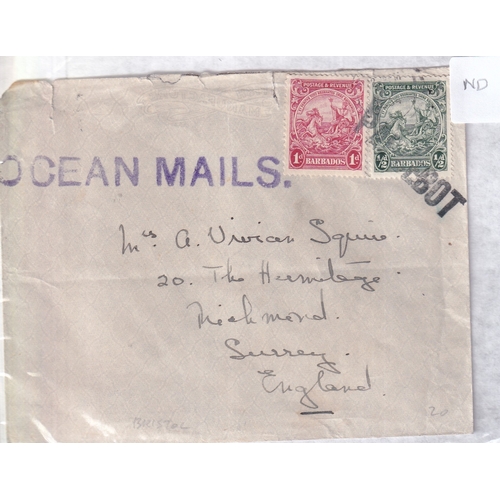 ND
POSTAGE & REVENUE
POSTAGE & REVENUE
1d BARBADOS 1d
½d BARBADOS ½d
OCEAN MAILS.
Mrs A. Vivian Squire
20. The Hermitage
Richmond.
Surrey.
England.
BRISTOL
20